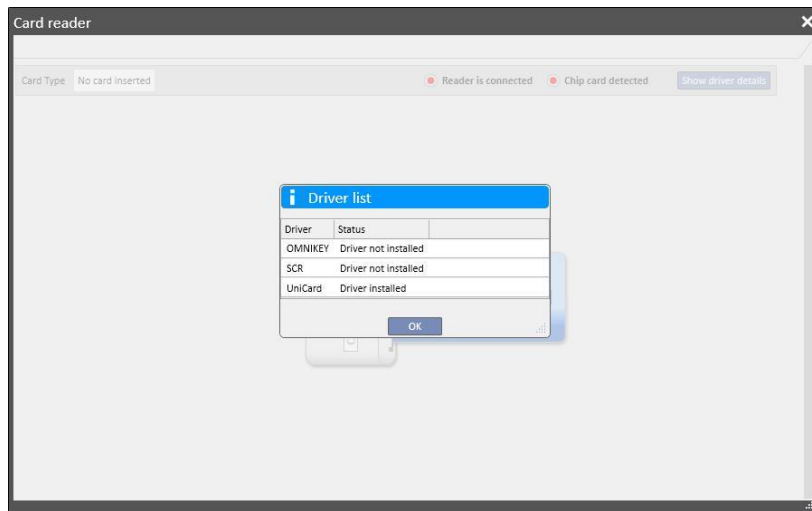 Card reader
Card Type No card inserted Reader is connected Chip card detected Show driver details
Driver list
Driver Status
OMNIKEY Driver not installed
SCR Driver not installed
UniCard Driver installed
OK